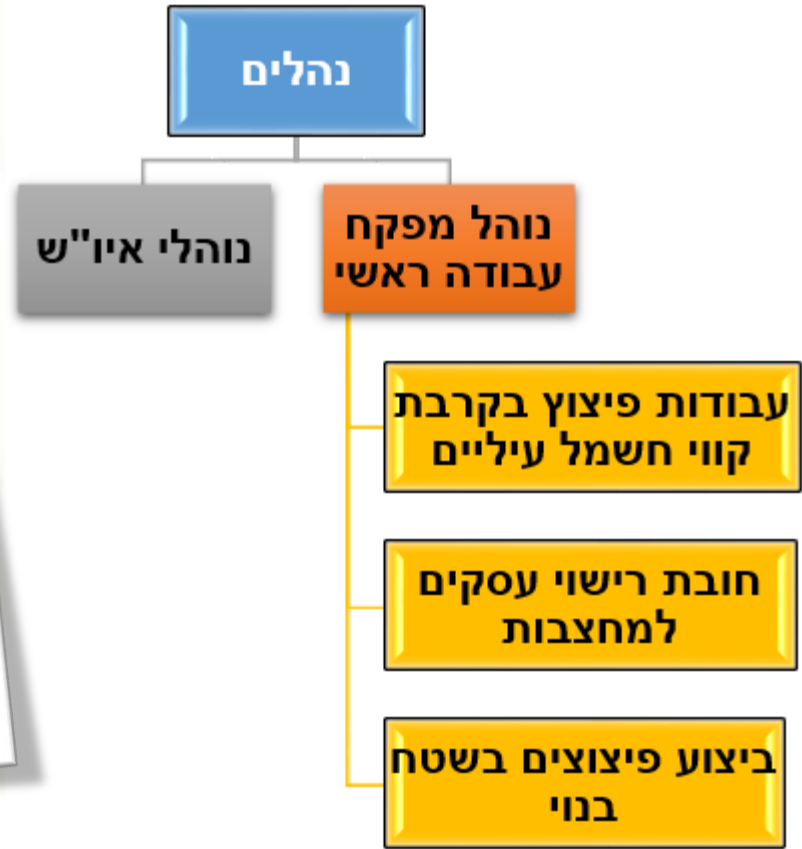 נהלים
נוהל מפקח
עבודה ראשי
נוהלי איו"ש
עבודות פיצוץ בקרבת
קווי חשמל עיליים
חובת רישוי עסקים
למחצבות
ביצוע פיצוצים בשטח
בנוי